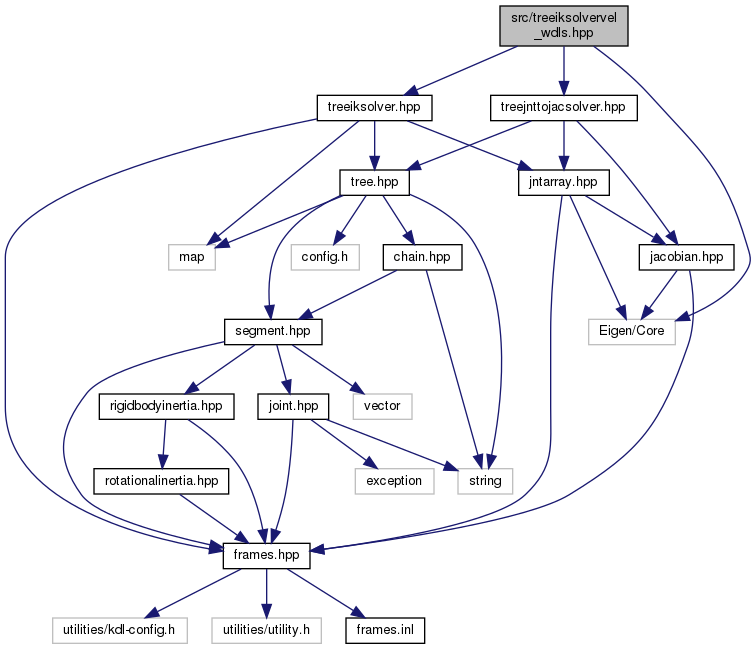 src/treeiksolvervel
_wdls.hpp
treeiksolver.hpp
treejnttojacsolver.hpp
tree.hpp
jntarray.hpp
map
config.h
chain.hpp
jacobian.hpp
segment.hpp
Eigen/Core
rigidbodyinertia.hpp
joint.hpp
vector
rotationalinertia.hpp
exception
string
frames.hpp
utilities/kdl-config.h
utilities/utility.h
frames.inl